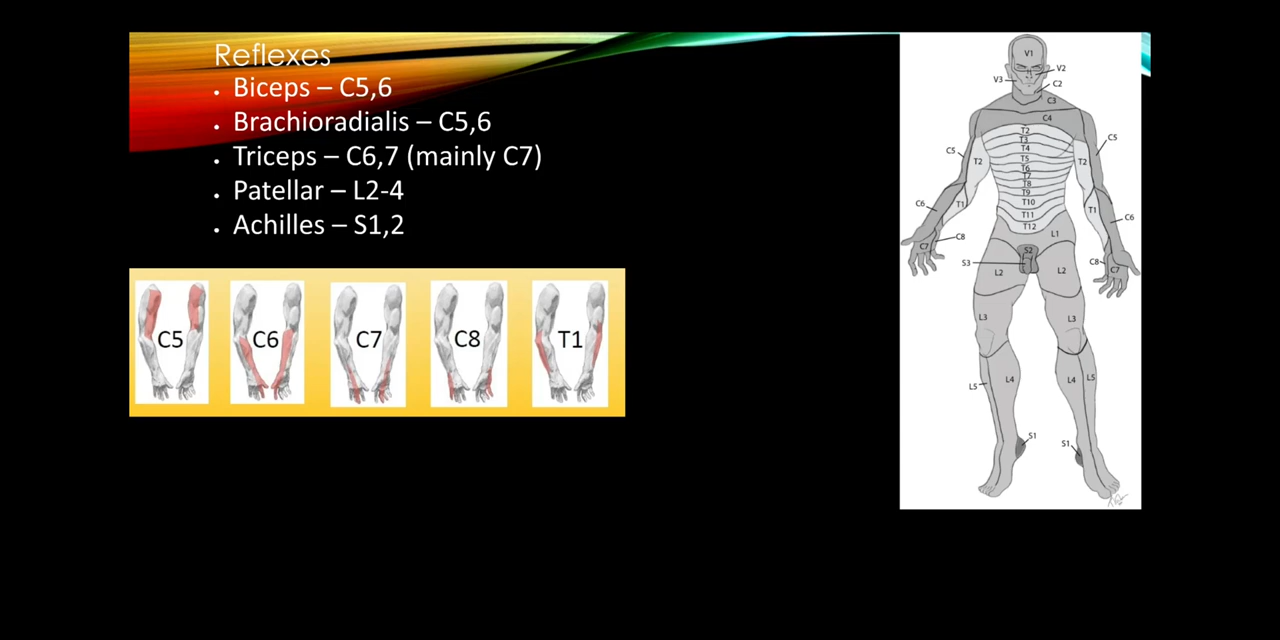 Reflexes
• Biceps – C5,6
• Brachioradialis – C5,6
• Triceps – C6,7 (mainly C7)
• Patellar – L2-4
• Achilles – S1,2
C5
C6
C7
C8
T1
V1
V2
V3
C2
C3
C4
T2
T3
T4
C5
C5
T5
T2
T2
T6
T7
T8
T9
T10
C6
T1
T1
T11
C6
T12
L1
C8
C7
S2
S3
C8
C7
L2
L2
L3
L3
L5
L4
L4
L5
S1
S1